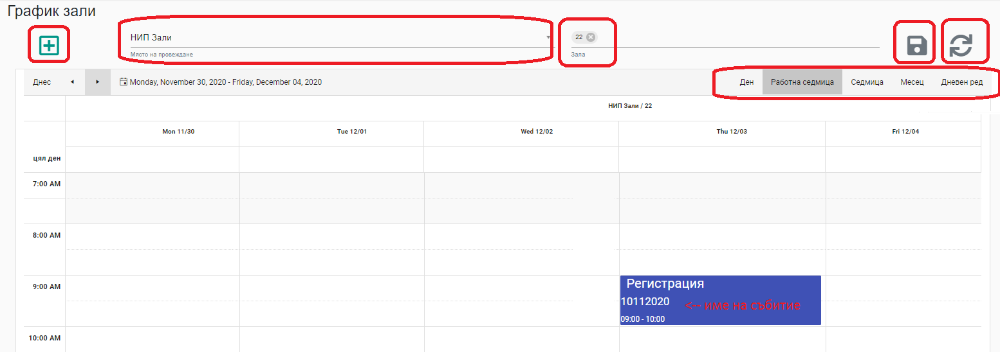 График зали
НИП Зали
Място на провеждане
22
Зала
Днес
Monday, November 30, 2020 - Friday, December 04, 2020
Ден
Работна седмица
Седмица
Месец
Дневен ред
НИП Зали / 22
Mon 11/30
Tue 12/01
Wed 12/02
Thu 12/03
Fri 12/04
цял ден
7:00 AM
8:00 AM
9:00 AM
Регистрация
10112020
<-- име на събитие
09:00 - 10:00
10:00 AM